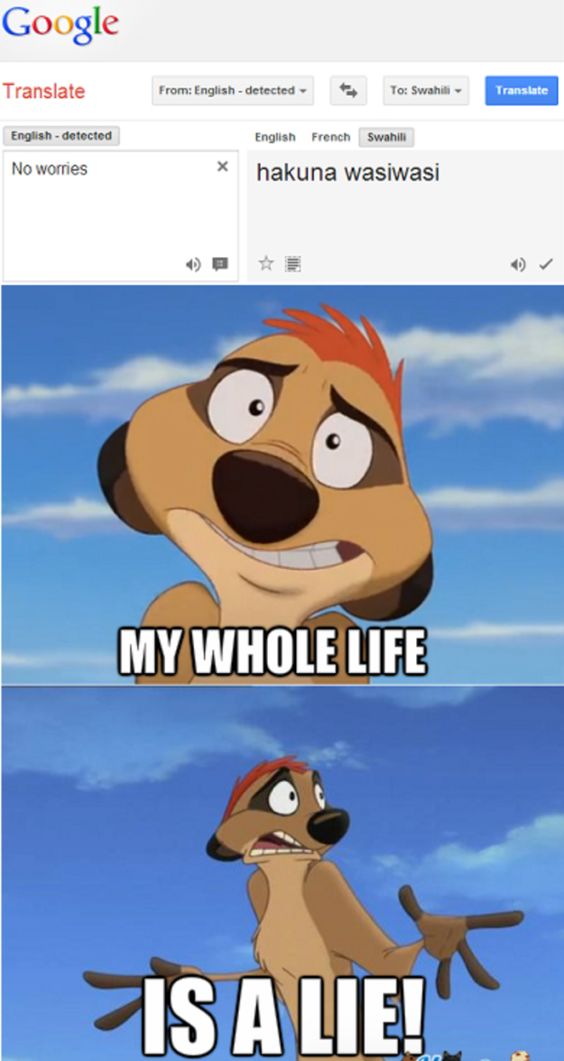 Google
Translate
From: English - detected
To: Swahili
Translate
English - detected
English French Swahili
No worries
hakuna wasiwasi
MY WHOLE LIFE
IS A LIE!